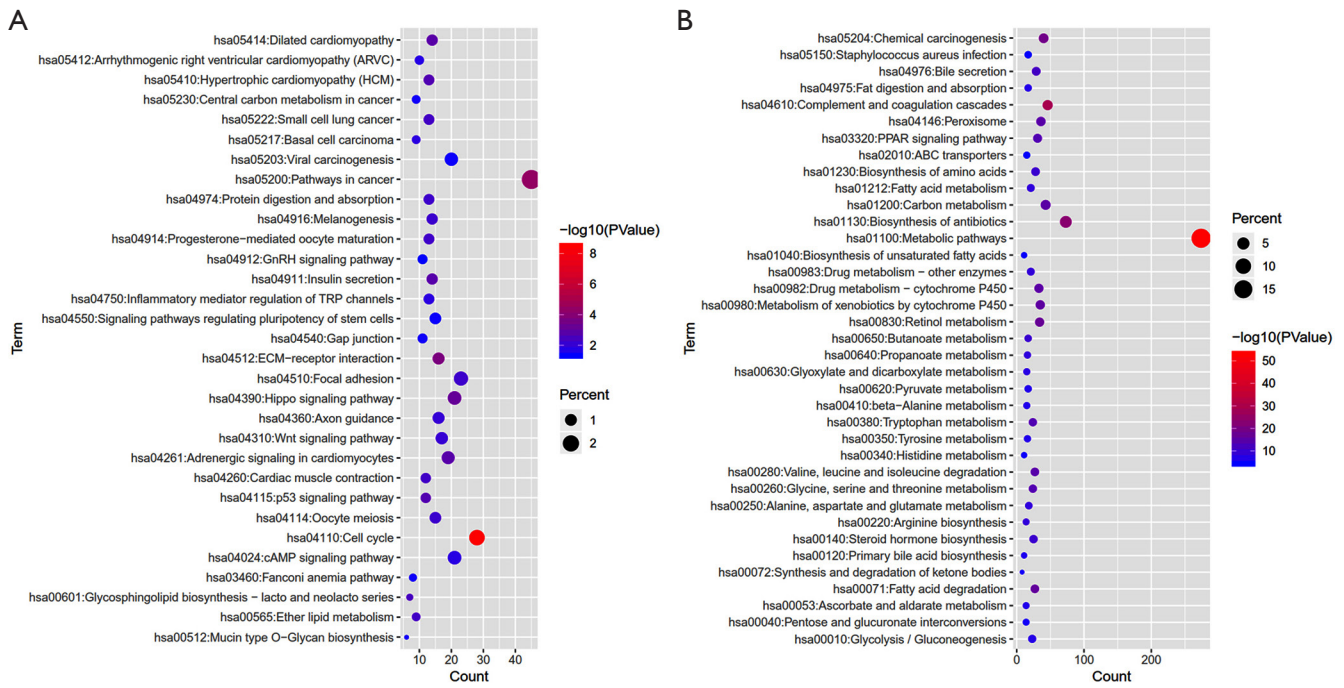 A
hsa05414:Dilated cardiomyopathy
hsa05412:Arrhythmogenic right ventricular cardiomyopathy (ARVC)
hsa05410:Hypertrophic cardiomyopathy (HCM)
hsa05230:Central carbon metabolism in cancer
hsa05222:Small cell lung cancer
hsa05217:Basal cell carcinoma
hsa05203:Viral carcinogenesis
hsa05200:Pathways in cancer
hsa04974:Protein digestion and absorption
hsa04916:Melanogenesis
hsa04914:Progesterone−mediated oocyte maturation
hsa04912:GnRH signaling pathway
hsa04911:Insulin secretion
hsa04750:Inflammatory mediator regulation of TRP channels
hsa04550:Signaling pathways regulating pluripotency of stem cells
hsa04540:Gap junction
hsa04512:ECM−receptor interaction
hsa04510:Focal adhesion
hsa04390:Hippo signaling pathway
hsa04360:Axon guidance
hsa04310:Wnt signaling pathway
hsa04261:Adrenergic signaling in cardiomyocytes
hsa04260:Cardiac muscle contraction
hsa04115:p53 signaling pathway
hsa04114:Oocyte meiosis
hsa04110:Cell cycle
hsa04024:cAMP signaling pathway
hsa03460:Fanconi anemia pathway
hsa00601:Glycosphingolipid biosynthesis − lacto and neolacto series
hsa00565:Ether lipid metabolism
hsa00512:Mucin type O−Glycan biosynthesis
Term
10 20 30 40
Count
−log10(PValue)
8
6
4
2
Percent
1
2
B
hsa05204:Chemical carcinogenesis
hsa05150:Staphylococcus aureus infection
hsa04976:Bile secretion
hsa04975:Fat digestion and absorption
hsa04610:Complement and coagulation cascades
hsa04146:Peroxisome
hsa03320:PPAR signaling pathway
hsa02010:ABC transporters
hsa01230:Biosynthesis of amino acids
hsa01212:Fatty acid metabolism
hsa01200:Carbon metabolism
hsa01130:Biosynthesis of antibiotics
hsa01100:Metabolic pathways
hsa01040:Biosynthesis of unsaturated fatty acids
hsa00983:Drug metabolism − other enzymes
hsa00982:Drug metabolism − cytochrome P450
hsa00980:Metabolism of xenobiotics by cytochrome P450
hsa00830:Retinol metabolism
hsa00650:Butanoate metabolism
hsa00640:Propanoate metabolism
hsa00630:Glyoxylate and dicarboxylate metabolism
hsa00620:Pyruvate metabolism
hsa00410:beta−Alanine metabolism
hsa00380:Tryptophan metabolism
hsa00350:Tyrosine metabolism
hsa00340:Histidine metabolism
hsa00280:Valine, leucine and isoleucine degradation
hsa00260:Glycine, serine and threonine metabolism
hsa00250:Alanine, aspartate and glutamate metabolism
hsa00220:Arginine biosynthesis
hsa00140:Steroid hormone biosynthesis
hsa00120:Primary bile acid biosynthesis
hsa00072:Synthesis and degradation of ketone bodies
hsa00071:Fatty acid degradation
hsa00053:Ascorbate and aldarate metabolism
hsa00040:Pentose and glucuronate interconversions
hsa00010:Glycolysis / Gluconeogenesis
Term
0 100 200
Count
Percent
5
10
15
−log10(PValue)
50
40
30
20
10